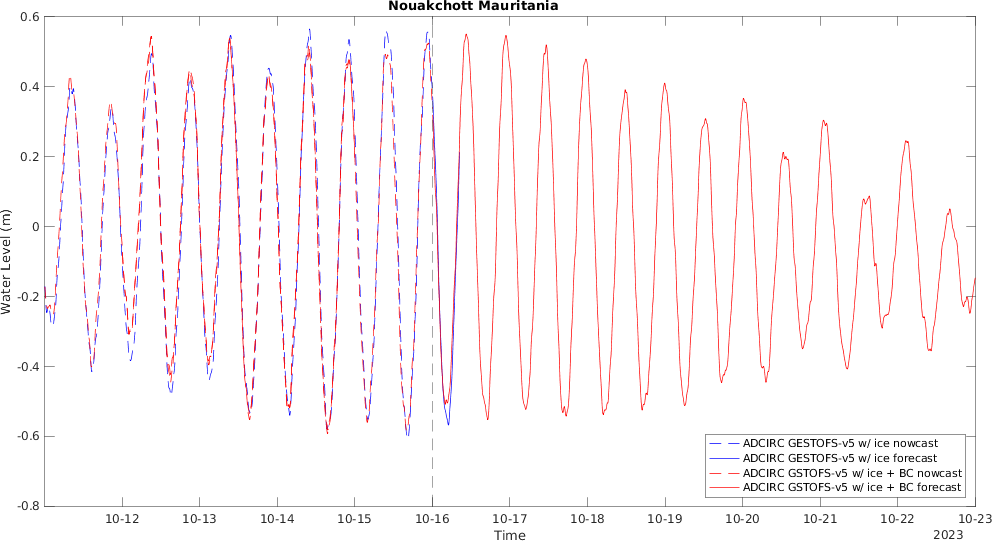 Nouakchott Mauritania
0.6
0.4
0.2
0
-0.2
-0.4
-0.6
-0.8
Water Level (m)
ADCIRC GESTOFS-v5 w/ ice nowcast
ADCIRC GESTOFS-v5 w/ ice forecast
ADCIRC GSTOFS-v5 w/ ice + BC nowcast
ADCIRC GSTOFS-v5 w/ ice + BC forecast
10-12 10-13 10-14 10-15 10-16 10-17 10-18 10-19 10-20 10-21 10-22 10-23
Time
2023